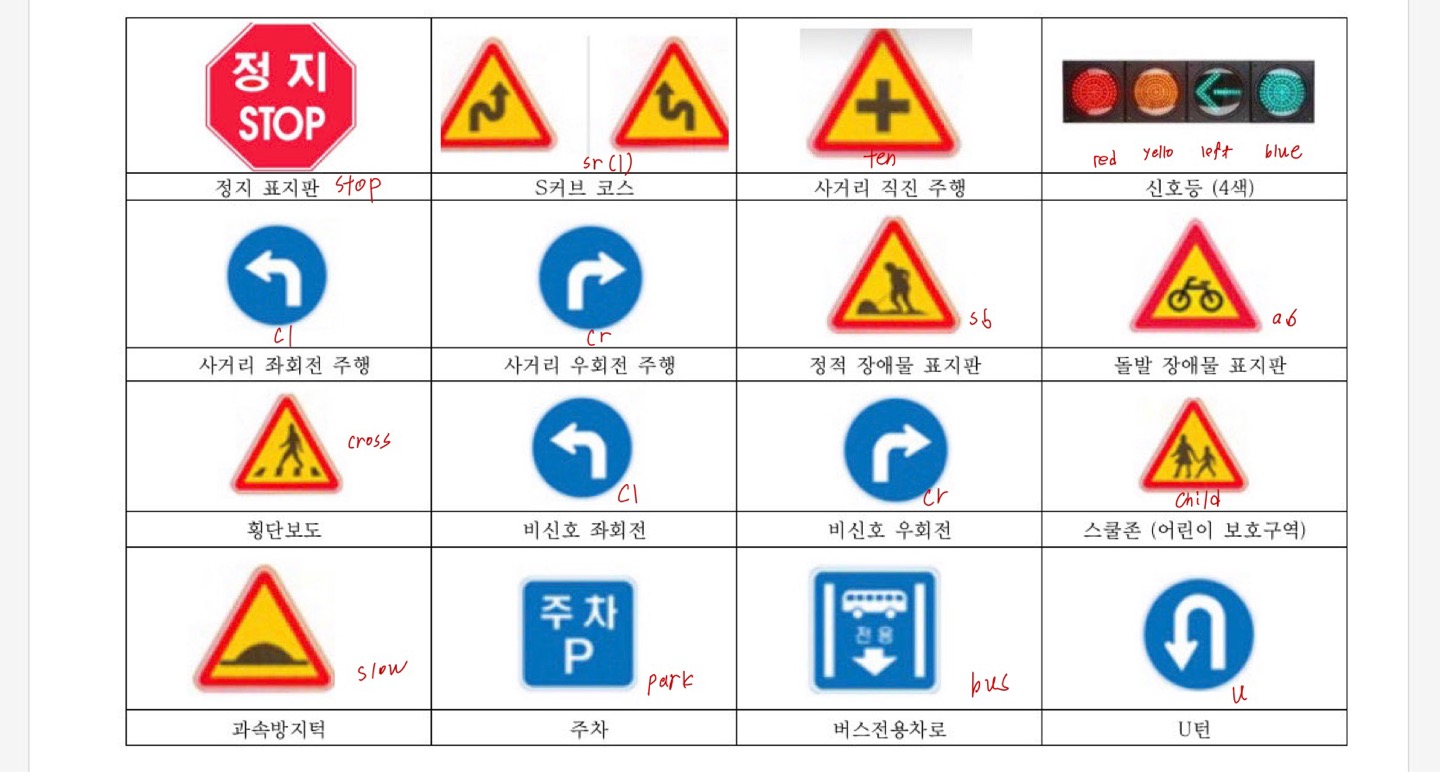 정지
STOP
sr(l)
ten
red yello left blue
정지 표지판 stop
S커브 코스
사거리 직진 주행
신호등 (4색)
cl
cr
sb
ab
사거리 좌회전 주행
사거리 우회전 주행
정적 장애물 표지판
돌발 장애물 표지판
cross
cl
cr
child
횡단보도
비신호 좌회전
비신호 우회전
스쿨존 (어린이 보호구역)
slow
주차
P
park
전용
bus
u
과속방지턱
주차
버스전용차로
U턴